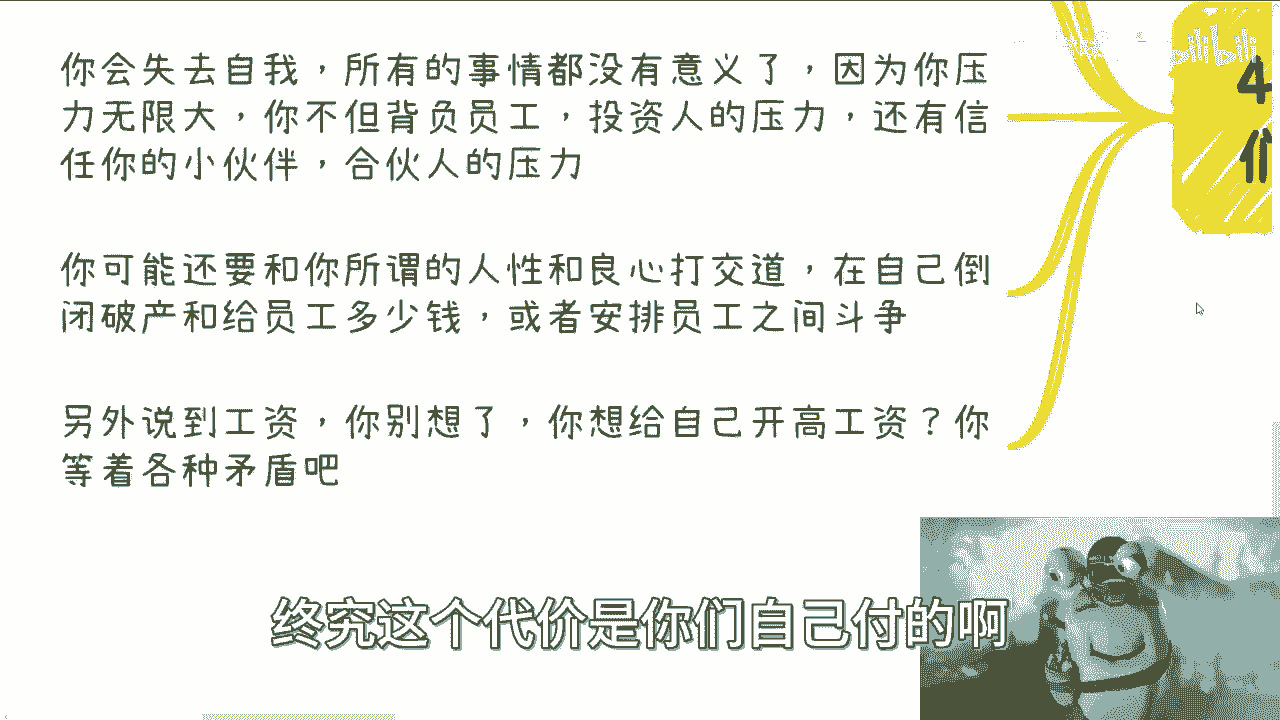 你会失去自我，所有的事情都没有意义了，因为你压
力无限大，你不但背负员工，投资人的压力，还有信
任你的小伙伴，合伙人的压力
你可能还要和你所谓的人性和良心打交道，在自己倒
闭破产和给员工多少钱，或者安排员工之间斗争
另外说到工资，你别想了，你想给自己开高工资？你
等着各种矛盾吧
4
终究这个代价是你们自己付的啊